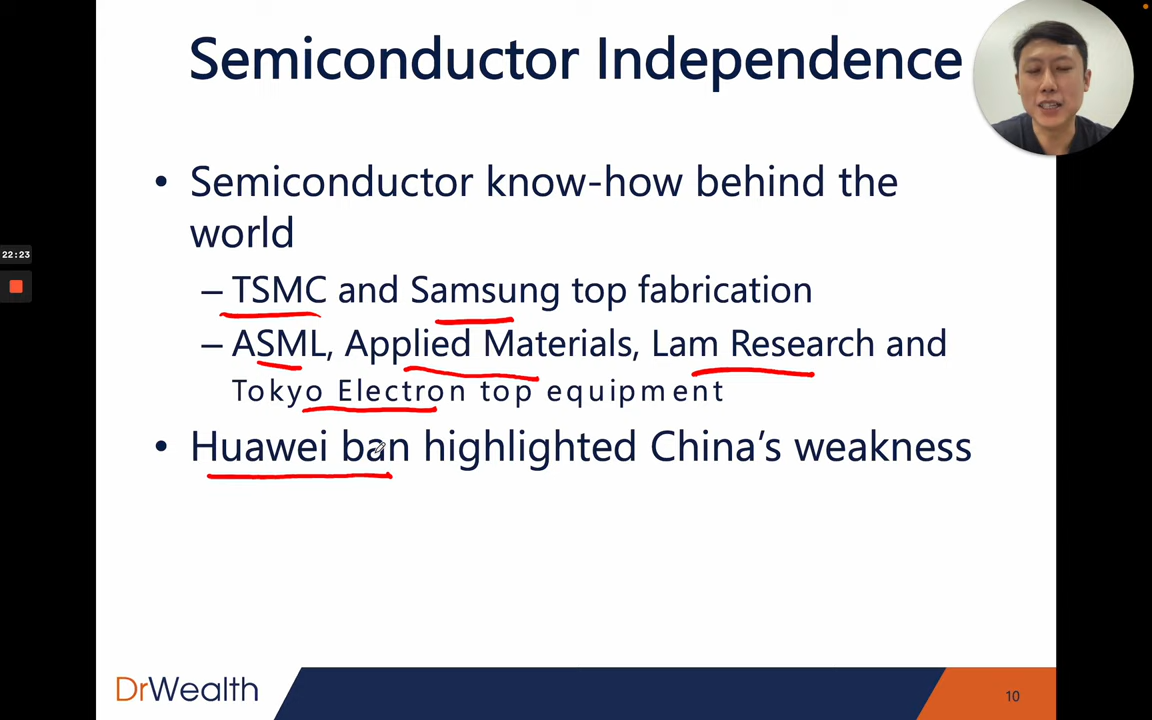 Semiconductor Independence
• Semiconductor know-how behind the
world
– TSMC and Samsung top fabrication
– ASML, Applied Materials, Lam Research and
Tokyo Electron top equipment
• Huawei ban highlighted China's weakness
22:23
DrWealth
10